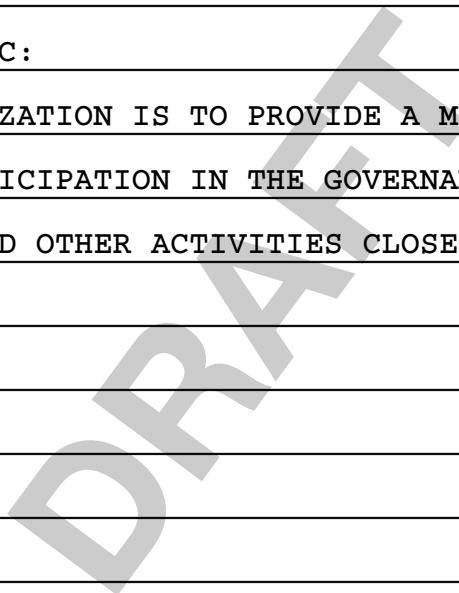 C:
ZATION IS TO PROVIDE A M
ICIPATION IN THE GOVERNA
D OTHER ACTIVITIES CLOSE
DRAFT